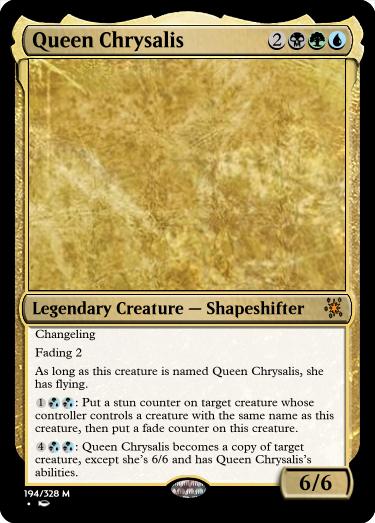 Queen Chrysalis 2
Legendary Creature — Shapeshifter
Changeling
Fading 2
As long as this creature is named Queen Chrysalis, she
has flying.
1: Put a stun counter on target creature whose
controller controls a creature with the same name as this
creature, then put a fade counter on this creature.
4: Queen Chrysalis becomes a copy of target
creature, except she's 6/6 and has Queen Chrysalis's
abilities.
6/6
194/328 M